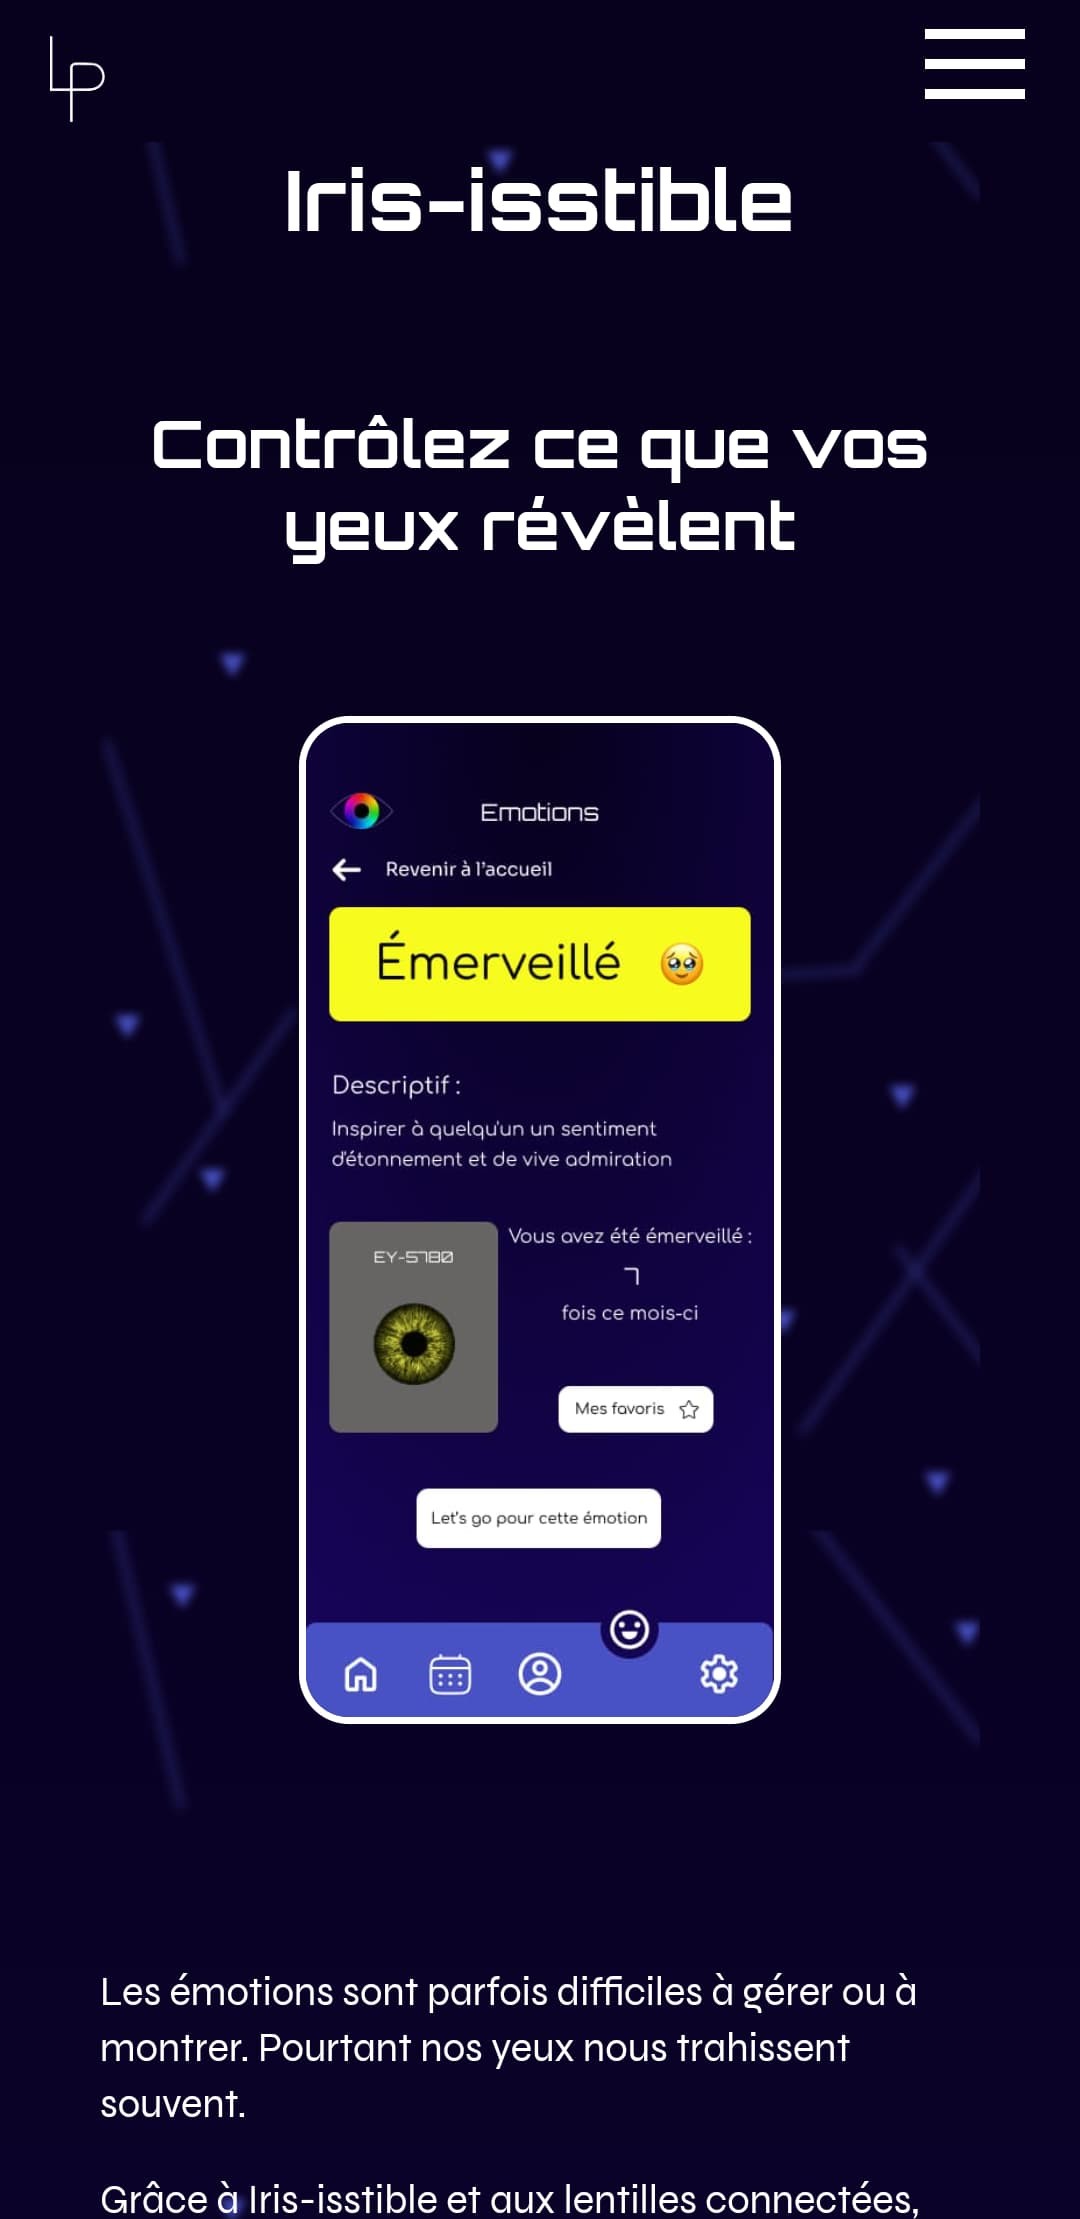 LP
Iris-isstible
Contrôlez ce que vos
yeux révèlent
Emotions
Revenir à l'accueil
Émerveillé
Descriptif :
Inspirer à quelqu'un un sentiment
d'étonnement et de vive admiration
EY-5780
Vous avez été émerveillé :
7
fois ce mois-ci
Mes favoris
Let's go pour cette émotion
Les émotions sont parfois difficiles à gérer ou à
montrer. Pourtant nos yeux nous trahissent
souvent.
Grâce à Iris-isstible et aux lentilles connectées,